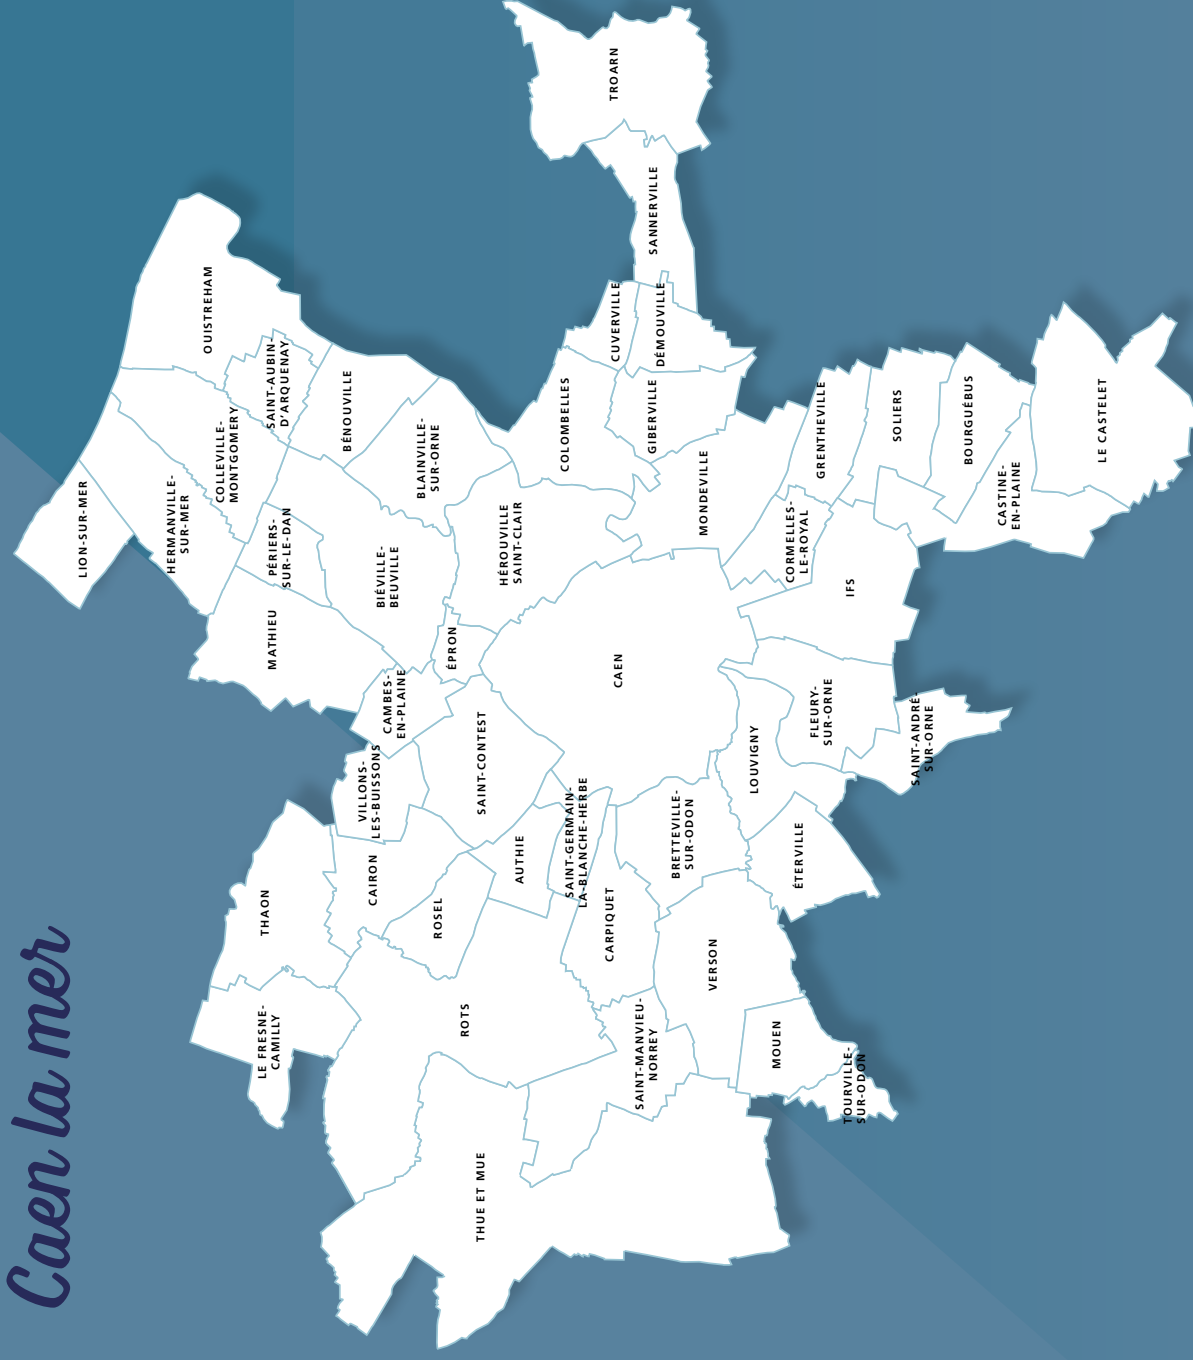 Caen la mer
LION-SUR-MER
HERMANVILLE-
SUR-MER
COLLEVILLE-
MONTGOMERY
OUISTREHAM
SAINT-AUBIN-
D'ARQUENAY
BÉNOUVILLE
PÉRIERS-
SUR-LE-DAN
MATHIEU
BIÉVILLE-
BEUVILLE
BLAINVILLE-
SUR-ORNE
HÉROUVILLE
SAINT-CLAIR
ÉPRON
CAMBES-
EN-PLAINE
VILLONS-
LES-BUISSONS
THAON
LE FRESNE-
CAMILLY
CAIRON
ROSEL
ROTS
THUE ET MUE
SAINT-CONTEST
AUTHIE
SAINT-GERMAIN-
LA-BLANCHE-HERBE
CARPIQUET
SAINT-MANVIEU-
NORREY
CAEN
COLOMBELLES
CUVERVILLE
DÉMOUVILLE
GIBERVILLE
SANNERVILLE
TROARN
MONDEVILLE
BRETTEVILLE-
SUR-ODON
VERSON
MOUEN
TOURVILLE-
SUR-ODON
ÉTERVILLE
LOUVIGNY
FLEURY-
SUR-ORNE
SAINT-ANDRÉ-
SUR-ORNE
IFS
CORMELLES-
LE-ROYAL
GRENTHEVILLE
SOLIERS
BOURGUÉBUS
CASTINE-
EN-PLAINE
LE CASTELET